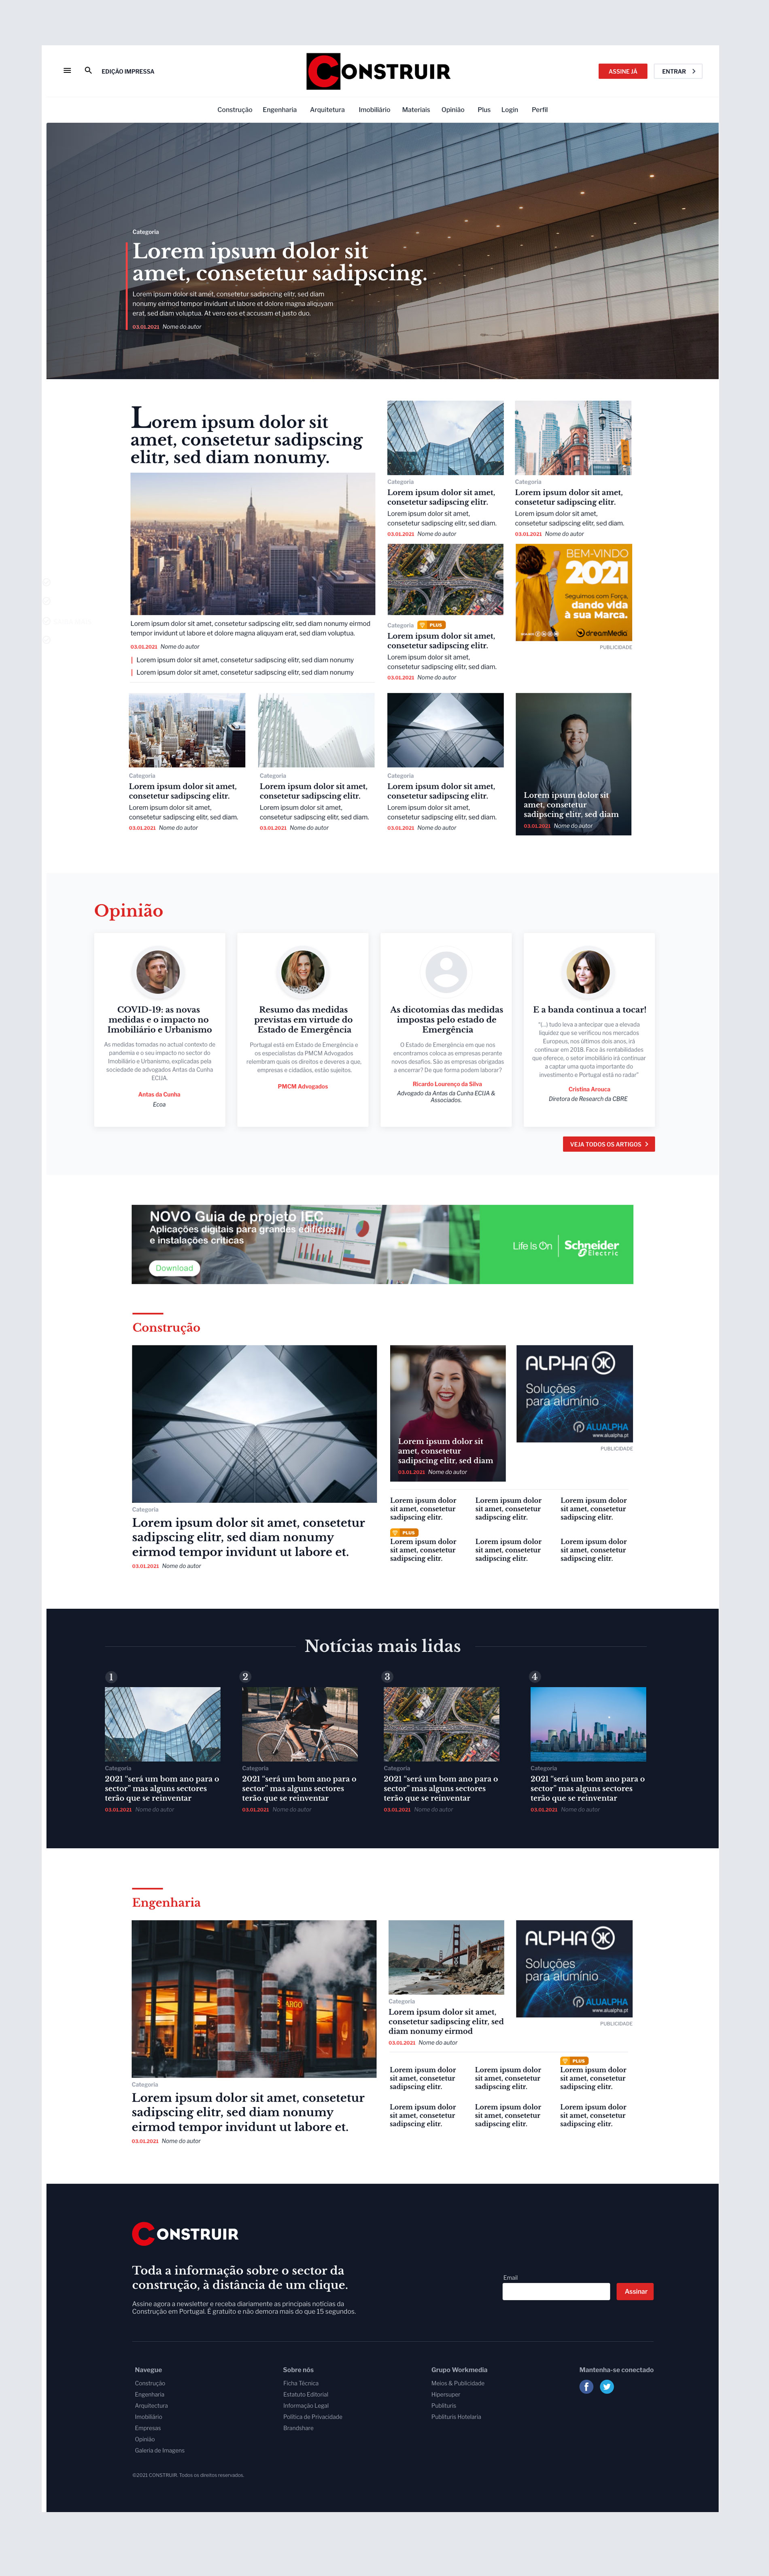 EDIÇÃO IMPRESSA
CONSTRUIR
ASSINE JÁ
ENTRAR
Construção Engenharia Arquitetura Imobiliário Materiais Opinião Plus Login Perfil
Categoria
Lorem ipsum dolor sit
amet, consetetur sadipscing.
Lorem ipsum dolor sit amet, consetetur sadipscing elitr, sed diam
nonumy eirmod tempor invidunt ut labore et dolore magna aliquyam
erat, sed diam voluptua. At vero eos et accusam et justo duo.
03.01.2021 Nome do autor
Lorem ipsum dolor sit
amet, consetetur sadipscing
elitr, sed diam nonumy.
Lorem ipsum dolor sit amet, consetetur sadipscing elitr, sed diam nonumy eirmod
tempor invidunt ut labore et dolore magna aliquyam erat, sed diam voluptua.
03.01.2021 Nome do autor
Lorem ipsum dolor sit amet, consetetur sadipscing elitr, sed diam nonumy
Lorem ipsum dolor sit amet, consetetur sadipscing elitr, sed diam nonumy
Categoria
Lorem ipsum dolor sit amet,
consetetur sadipscing elitr.
Lorem ipsum dolor sit amet,
consetetur sadipscing elitr, sed diam.
03.01.2021 Nome do autor
Categoria
Lorem ipsum dolor sit amet,
consetetur sadipscing elitr.
Lorem ipsum dolor sit amet,
consetetur sadipscing elitr, sed diam.
03.01.2021 Nome do autor
Categoria PLUS
Lorem ipsum dolor sit amet,
consetetur sadipscing elitr.
Lorem ipsum dolor sit amet,
consetetur sadipscing elitr, sed diam.
03.01.2021 Nome do autor
BEM-VINDO
2021
Seguimos com Força,
dando vida
à sua Marca.
dreamMedia
PUBLICIDADE
Categoria
Lorem ipsum dolor sit amet,
consetetur sadipscing elitr.
Lorem ipsum dolor sit amet,
consetetur sadipscing elitr, sed diam.
03.01.2021 Nome do autor
Categoria
Lorem ipsum dolor sit amet,
consetetur sadipscing elitr.
Lorem ipsum dolor sit amet,
consetetur sadipscing elitr, sed diam.
03.01.2021 Nome do autor
Categoria
Lorem ipsum dolor sit amet,
consetetur sadipscing elitr.
Lorem ipsum dolor sit amet,
consetetur sadipscing elitr, sed diam.
03.01.2021 Nome do autor
Lorem ipsum dolor sit
amet, consetetur
sadipscing elitr, sed diam
03.01.2021 Nome do autor
Opinião
COVID-19: as novas
medidas e o impacto no
Imobiliário e Urbanismo
As medidas tomadas no actual contexto de
pandemia e o seu impacto no sector do
Imobiliário e Urbanismo, explicadas pela
sociedade de advogados Antas da Cunha
ECIJA.
Antas da Cunha
Ecoa
Resumo das medidas
previstas em virtude do
Estado de Emergência
Portugal está em Estado de Emergência e
os especialistas da PMCM Advogados
relembram quais os direitos e deveres a que,
empresas e cidadãos, estão sujeitos.
PMCM Advogados
As dicotomias das medidas
impostas pelo estado de
Emergência
O Estado de Emergência em que nos
encontramos coloca as empresas perante
novos desafios. São as empresas obrigadas
a encerrar? De que forma podem laborar?
Ricardo Lourenço da Silva
Advogado da Antas da Cunha ECIJA &
Associados.
E a banda continua a tocar!
“(...) tudo leva a antecipar que a elevada
liquidez que se verificou nos mercados
Europeus, nos últimos dois anos, irá
continuar em 2018. Face às rentabilidades
que oferece, o setor imobiliário irá continuar
a captar uma quota importante do
investimento e Portugal está no radar”
Cristina Arouca
Diretora de Research da CBRE
VEJA TODOS OS ARTIGOS
NOVO Guia de projeto IEC
Aplicações digitais para grandes edifícios
e instalações críticas
Download
Life Is On
Schneider
Electric
Construção
Categoria
Lorem ipsum dolor sit amet, consetetur
sadipscing elitr, sed diam nonumy
eirmod tempor invidunt ut labore et.
03.01.2021 Nome do autor
Lorem ipsum dolor sit
amet, consetetur
sadipscing elitr, sed diam
03.01.2021 Nome do autor
ALPHA
Soluções
para alumínio
ALUALPHA
www.alualpha.pt
PUBLICIDADE
Lorem ipsum dolor
sit amet, consetetur
sadipscing elitr.
Lorem ipsum dolor
sit amet, consetetur
sadipscing elitr.
Lorem ipsum dolor
sit amet, consetetur
sadipscing elitr.
PLUS
Lorem ipsum dolor
sit amet, consetetur
sadipscing elitr.
Lorem ipsum dolor
sit amet, consetetur
sadipscing elitr.
Lorem ipsum dolor
sit amet, consetetur
sadipscing elitr.
Notícias mais lidas
1
Categoria
2021 “será um bom ano para o
sector” mas alguns sectores
terão que se reinventar
03.01.2021 Nome do autor
2
Categoria
2021 “será um bom ano para o
sector” mas alguns sectores
terão que se reinventar
03.01.2021 Nome do autor
3
Categoria
2021 “será um bom ano para o
sector” mas alguns sectores
terão que se reinventar
03.01.2021 Nome do autor
4
Categoria
2021 “será um bom ano para o
sector” mas alguns sectores
terão que se reinventar
03.01.2021 Nome do autor
Engenharia
Categoria
Lorem ipsum dolor sit amet, consetetur
sadipscing elitr, sed diam nonumy
eirmod tempor invidunt ut labore et.
03.01.2021 Nome do autor
Categoria
Lorem ipsum dolor sit amet,
consetetur sadipscing elitr, sed
diam nonumy eirmod
03.01.2021 Nome do autor
ALPHA
Soluções
para alumínio
ALUALPHA
www.alualpha.pt
PUBLICIDADE
Lorem ipsum dolor
sit amet, consetetur
sadipscing elitr.
Lorem ipsum dolor
sit amet, consetetur
sadipscing elitr.
PLUS
Lorem ipsum dolor
sit amet, consetetur
sadipscing elitr.
Lorem ipsum dolor
sit amet, consetetur
sadipscing elitr.
Lorem ipsum dolor
sit amet, consetetur
sadipscing elitr.
Lorem ipsum dolor
sit amet, consetetur
sadipscing elitr.
CONSTRUIR
Toda a informação sobre o sector da
construção, à distância de um clique.
Assine agora a newsletter e receba diariamente as principais notícias da
Construção em Portugal. É gratuito e não demora mais do que 15 segundos.
Email
Assinar
Navegue
Construção
Engenharia
Arquitectura
Imobiliário
Empresas
Opinião
Galeria de Imagens
Sobre nós
Ficha Técnica
Estatuto Editorial
Informação Legal
Política de Privacidade
Brandshare
Grupo Workmedia
Meios & Publicidade
Hipersuper
Publituris
Publituris Hotelaria
Mantenha-se conectado
©2021 CONSTRUIR. Todos os direitos reservados.